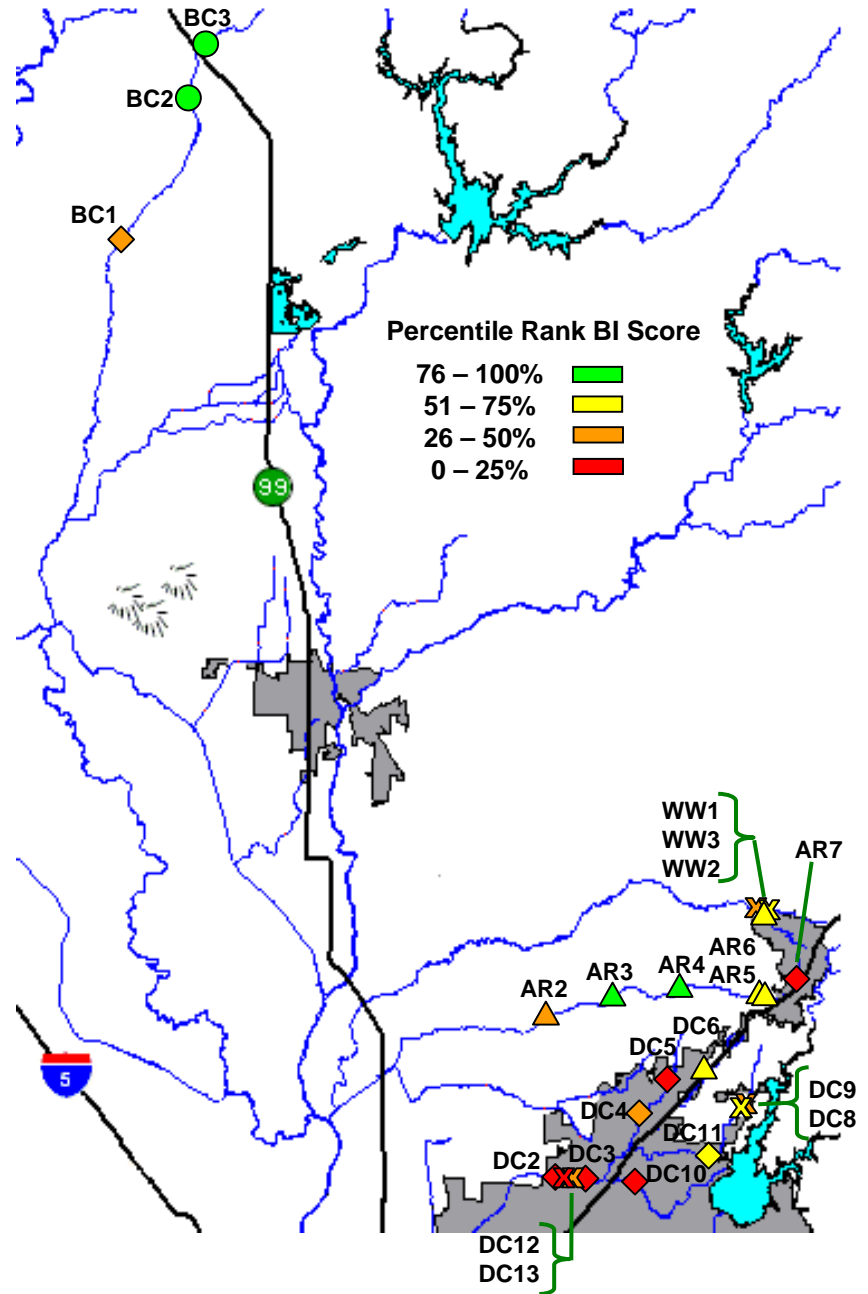 BC3
BC2
BC1
Percentile Rank BI Score
76 – 100%
51 – 75%
26 – 50%
0 – 25%
99
WW1
WW3
WW2
AR7
AR6
AR5
AR4
AR3
AR2
DC6
DC5
DC9
DC8
DC4
DC11
DC3
DC2
DC10
DC12
DC13
5